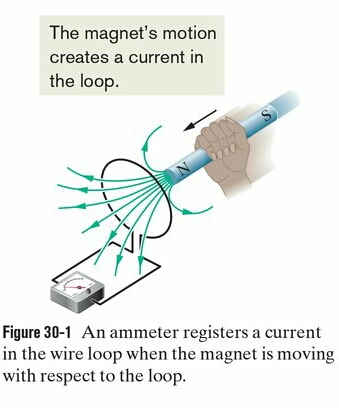 The magnet's motion
creates a current in
the loop.
S
N
Figure 30-1 An ammeter registers a current
in the wire loop when the magnet is moving
with respect to the loop.